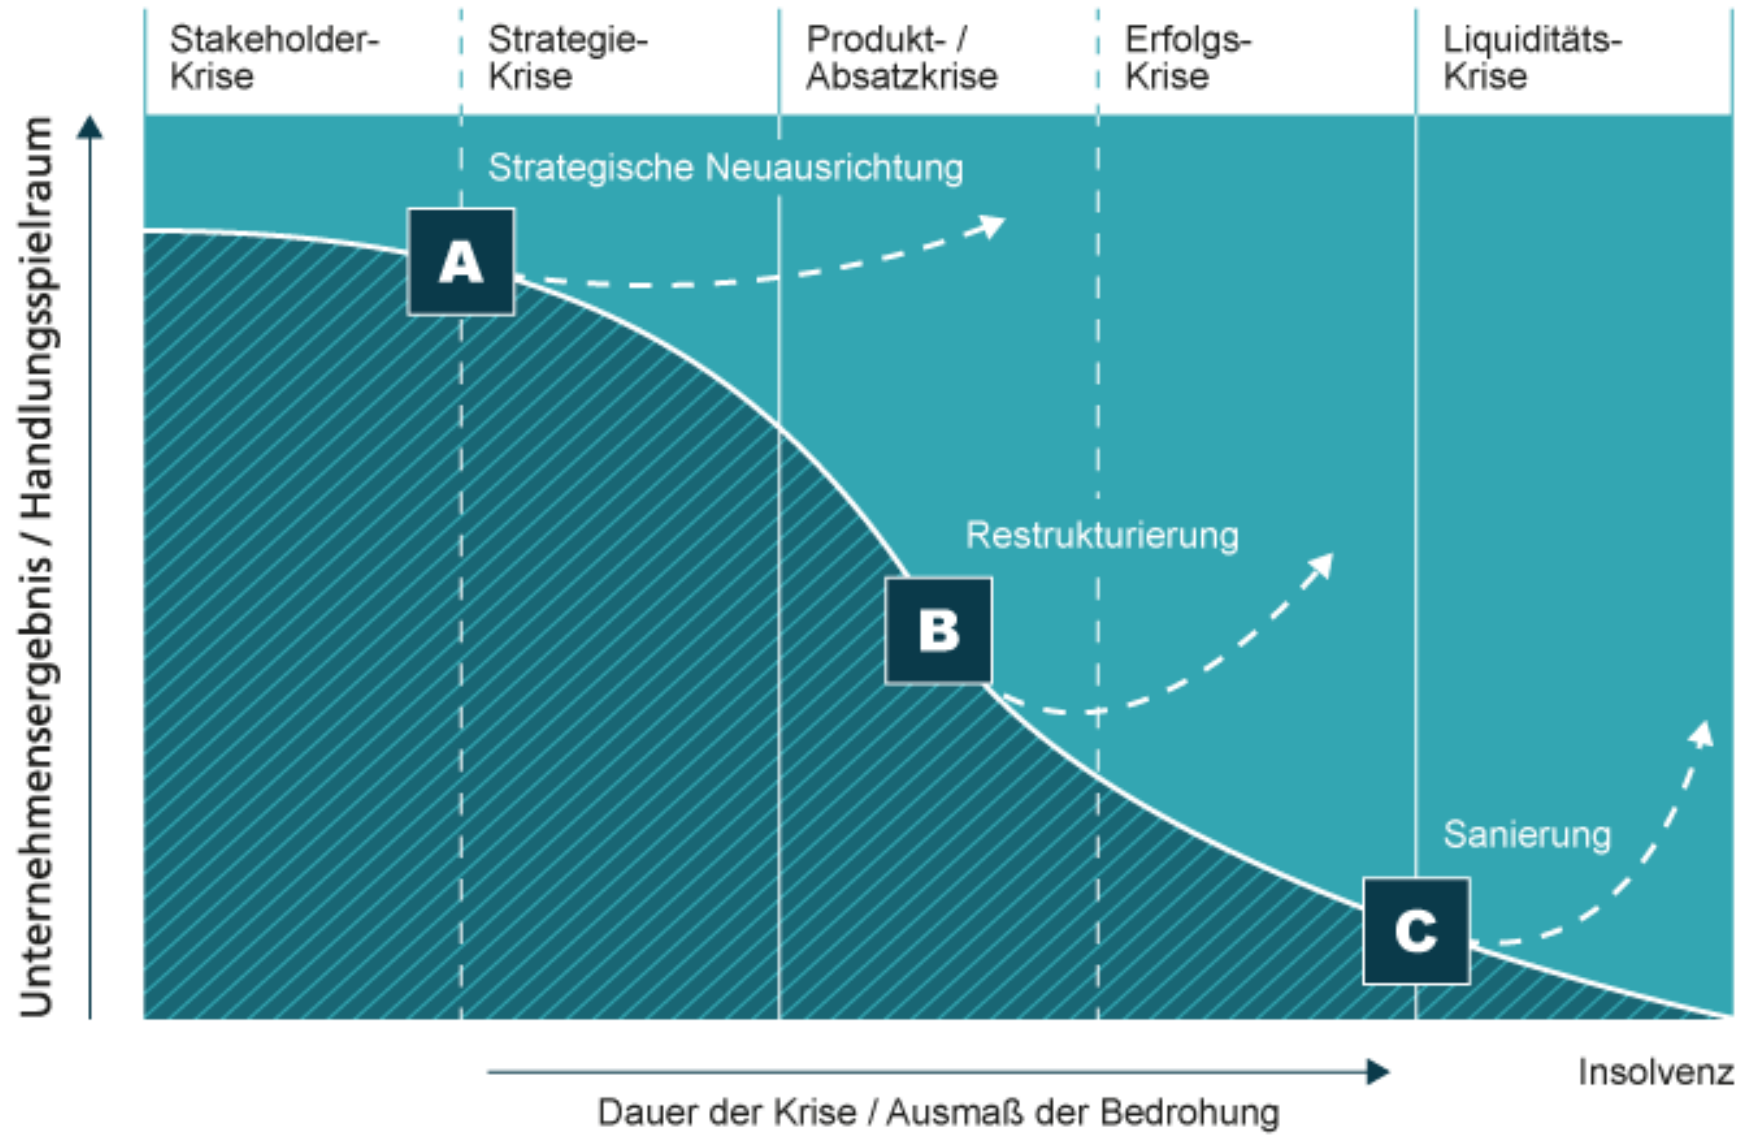 Stakeholder-
Krise
Strategie-
Krise
Produkt- /
Absatzkrise
Erfolgs-
Krise
Liquiditäts-
Krise
Unternehmensergebnis / Handlungsspielraum
Strategische Neuausrichtung
A
Restrukturierung
B
Sanierung
C
Insolvenz
Dauer der Krise / Ausmaß der Bedrohung